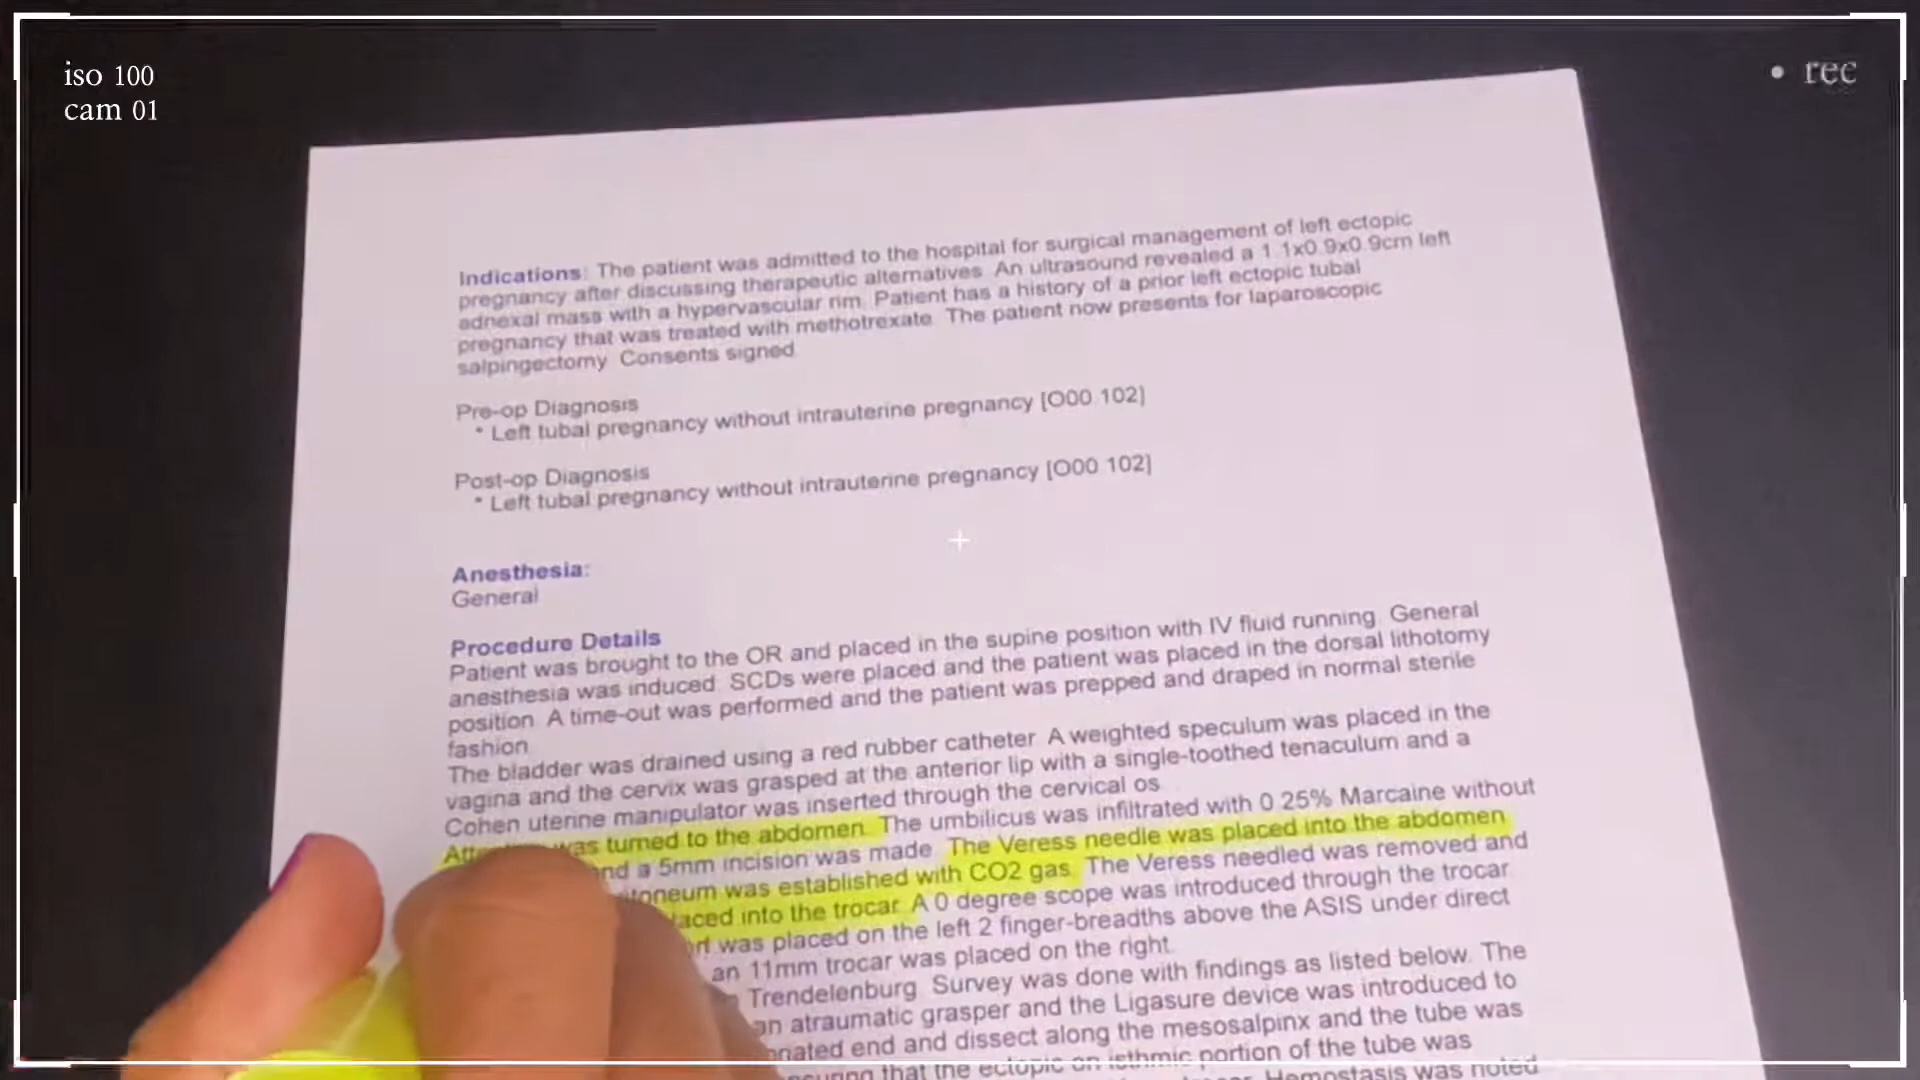 iso 100
cam 01
• rec
Indications: The patient was admitted to the hospital for surgical management of left ectopic
pregnancy after discussing therapeutic alternatives. An ultrasound revealed a 1.1x0.9x0.9cm left
adnexal mass with a hypervascular rim. Patient has a history of a prior left ectopic tubal
pregnancy that was treated with methotrexate. The patient now presents for laparoscopic
salpingectomy. Consents signed.
Pre-op Diagnosis
* Left tubal pregnancy without intrauterine pregnancy [O00.102]
Post-op Diagnosis
* Left tubal pregnancy without intrauterine pregnancy [O00.102]
Anesthesia:
General
Procedure Details
Patient was brought to the OR and placed in the supine position with IV fluid running. General
anesthesia was induced. SCDs were placed and the patient was placed in the dorsal lithotomy
position. A time-out was performed and the patient was prepped and draped in normal sterile
fashion.
The bladder was drained using a red rubber catheter. A weighted speculum was placed in the
vagina and the cervix was grasped at the anterior lip with a single-toothed tenaculum and a
Cohen uterine manipulator was inserted through the cervical os.
was turned to the abdomen. The umbilicus was infiltrated with 0.25% Marcaine without
and a 5mm incision was made. The Veress needle was placed into the abdomen
was established with CO2 gas. The Veress needled was removed and
into the trocar. A 0 degree scope was introduced through the trocar.
was placed on the left 2 finger-breadths above the ASIS under direct
an 11mm trocar was placed on the right.
Trendelenburg. Survey was done with findings as listed below. The
an atraumatic grasper and the Ligasure device was introduced to
end and dissect along the mesosalpinx and the tube was
that the ectopic on isthmic portion of the tube was
Hemostasis was noted